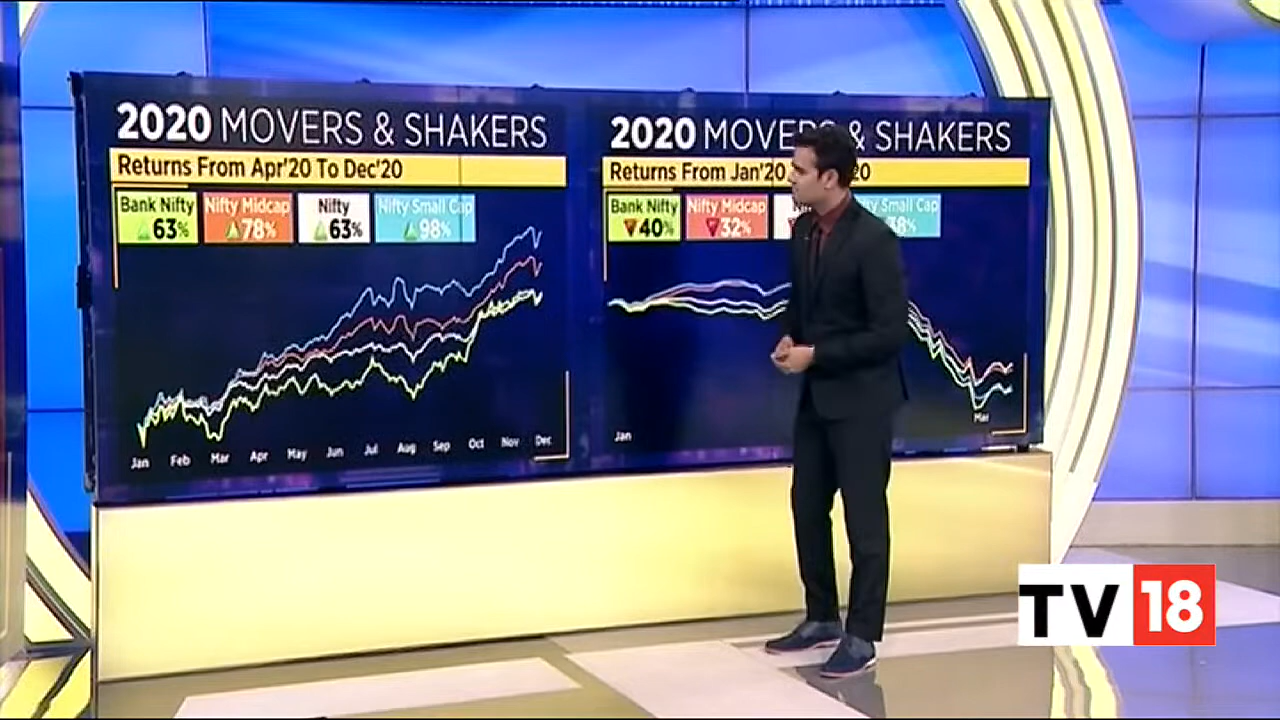 2020 MOVERS & SHAKERS
Returns From Apr'20 To Dec'20
Bank Nifty Nifty Midcap Nifty Nifty Small Cap
63% 78% 63% 98%
Jan Feb Mar Apr May Jun Jul Aug Sep Oct Nov Dec
2020 MOVERS & SHAKERS
Returns From Jan'20
Bank Nifty Nifty Midcap Small Cap
40% 32%
Mar
Jan
TV 18